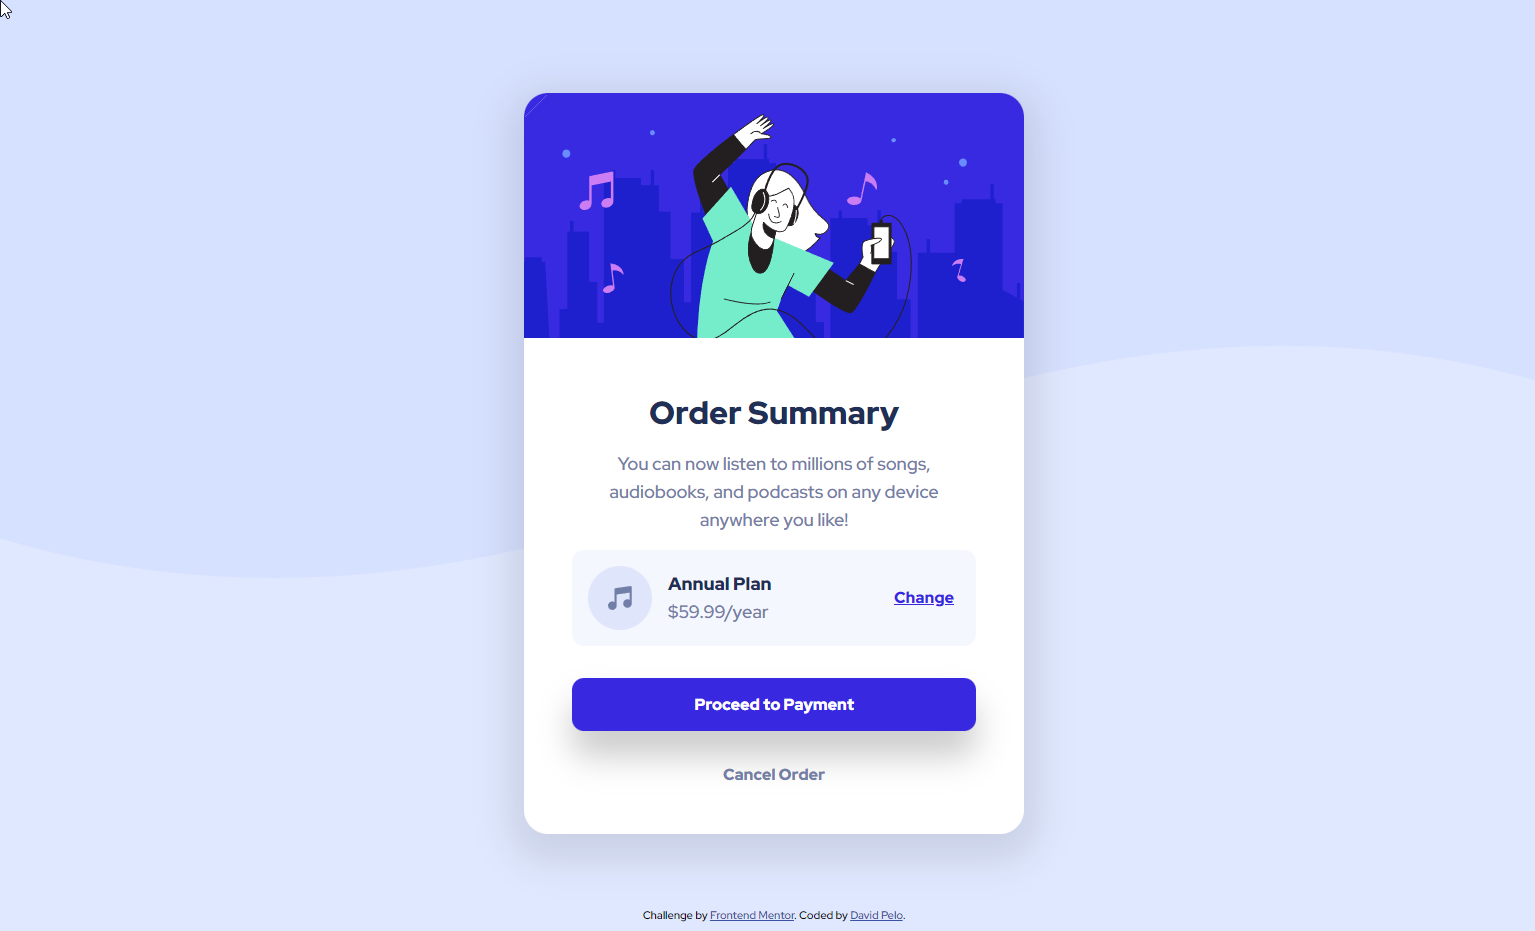 Order Summary
You can now listen to millions of songs,
audiobooks, and podcasts on any device
anywhere you like!
Annual Plan
$59.99/year
Change
Proceed to Payment
Cancel Order
Challenge by Frontend Mentor. Coded by David Pelo.